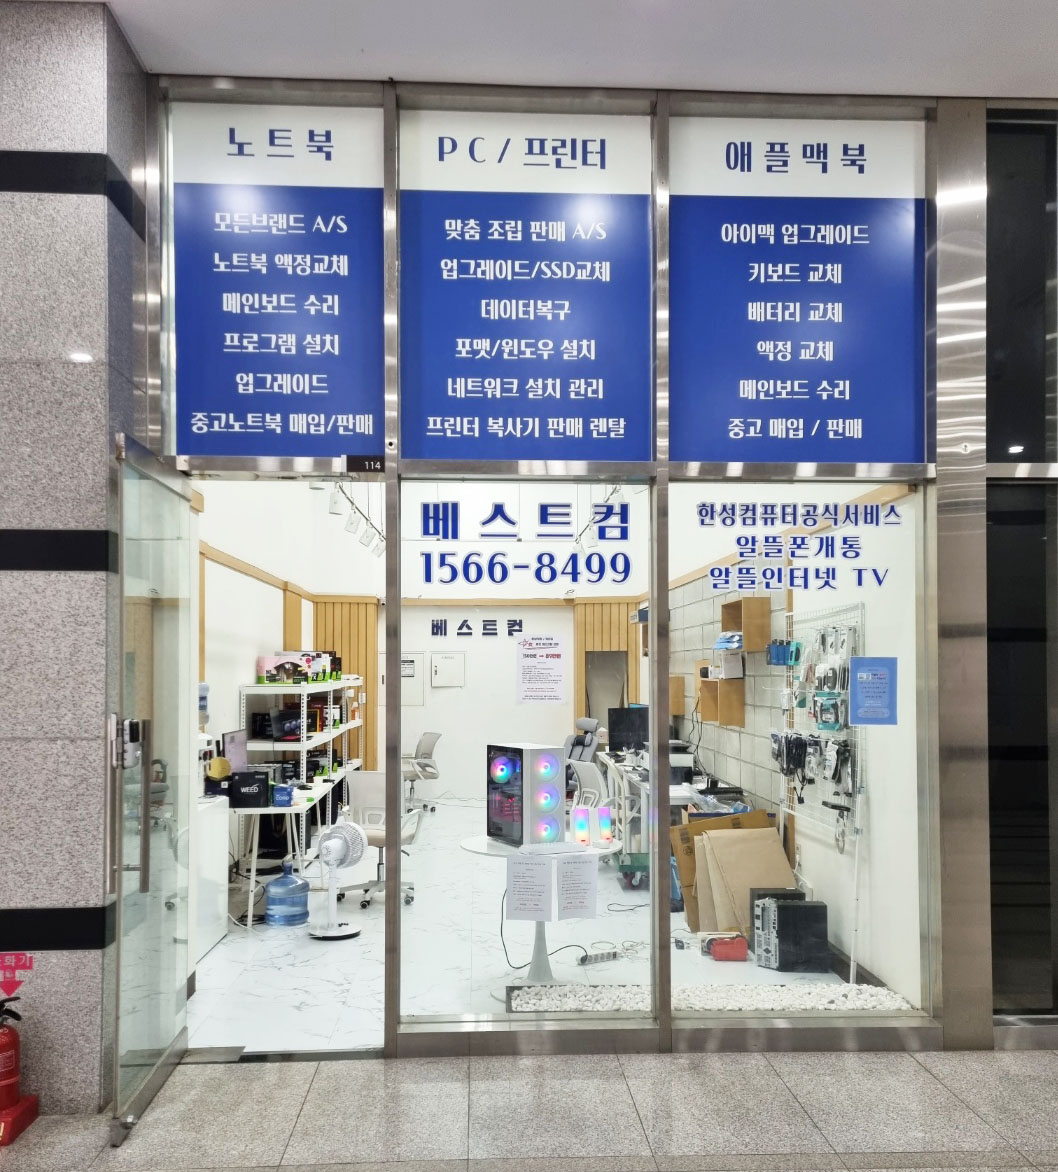 노트북
모든브랜드 A/S
노트북 액정교체
메인보드 수리
프로그램 설치
업그레이드
중고노트북 매입/판매
PC/프린터
맞춤 조립 판매 A/S
업그레이드/SSD교체
데이터복구
포맷/윈도우 설치
네트워크 설치 관리
프린터 복사기 판매 렌탈
애플맥북
아이맥 업그레이드
키보드 교체
배터리 교체
액정 교체
메인보드 수리
중고 매입 / 판매
114
베스트컴
1566-8499
한성컴퓨터공식서비스
알뜰폰개통
알뜰인터넷 TV
베스트컴
WEED
화기